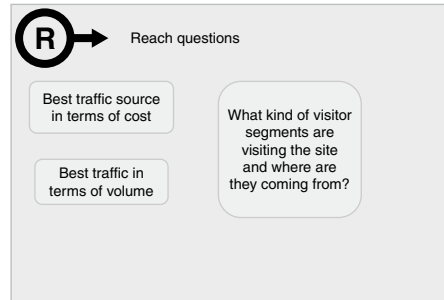 R
Reach questions
Best traffic source
in terms of cost
Best traffic in
terms of volume
What kind of visitor
segments are
visiting the site
and where are
they coming from?